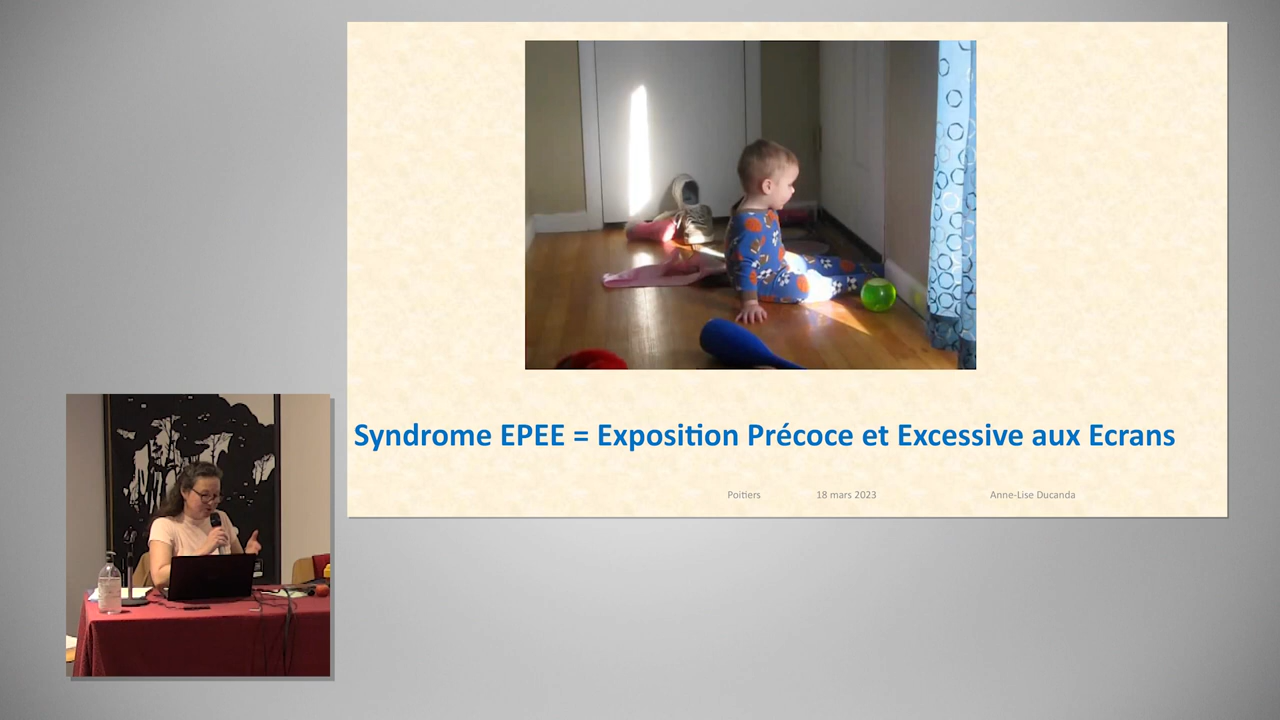 Syndrome EPEE = Exposition Précoce et Excessive aux Ecrans
Poitiers 18 mars 2023 Anne-Lise Ducanda